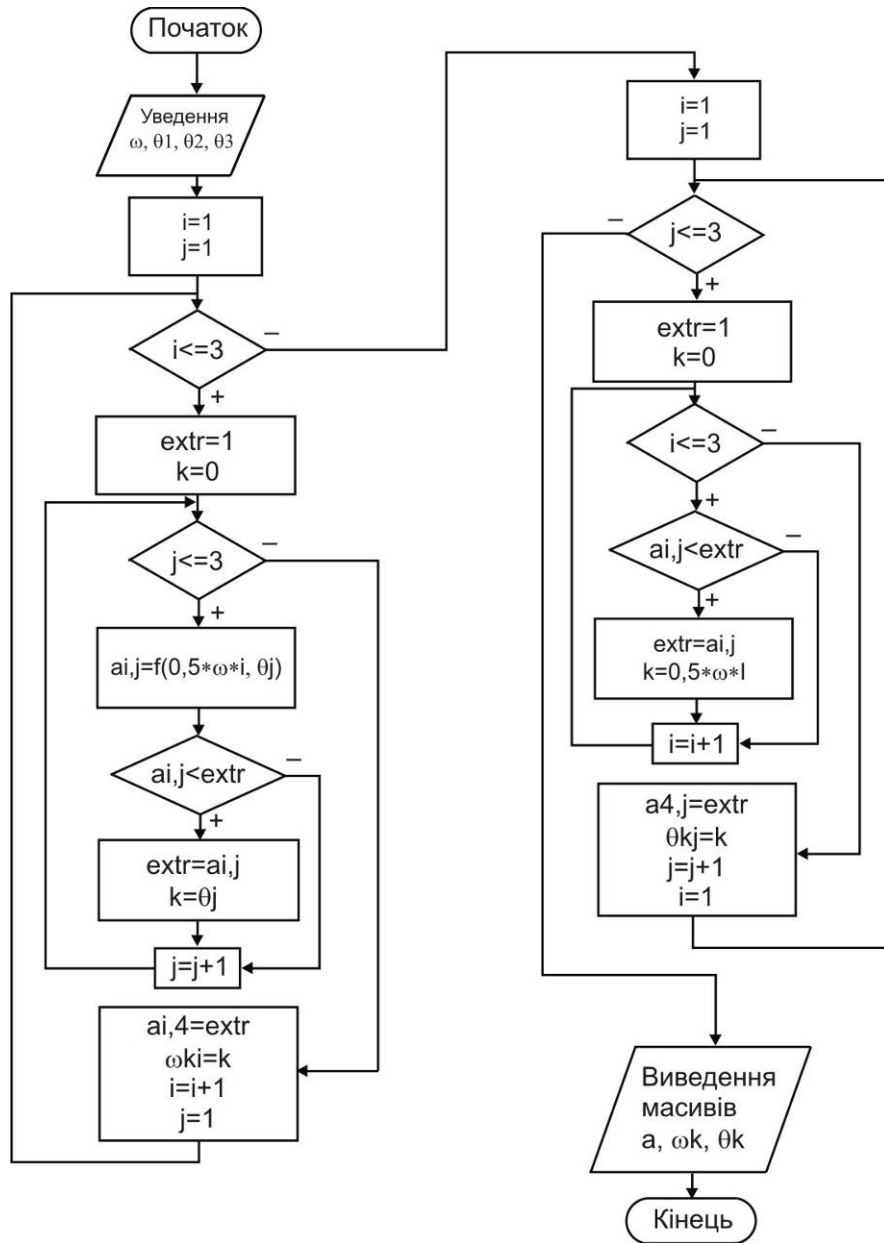 Початок
Уведення
ω, θ1, θ2, θ3
i=1
j=1
i<=3
–
+
extr=1
k=0
j<=3
–
+
ai,j=f(0,5*ω*i, θj)
ai,j<extr
–
+
extr=ai,j
k=θj
j=j+1
ai,4=extr
ωki=k
i=i+1
j=1
i=1
j=1
j<=3
–
+
extr=1
k=0
i<=3
–
+
ai,j<extr
–
+
extr=ai,j
k=0,5*ω*I
i=i+1
a4,j=extr
θkj=k
j=j+1
i=1
Виведення
масивів
a, ωk, θk
Кінець